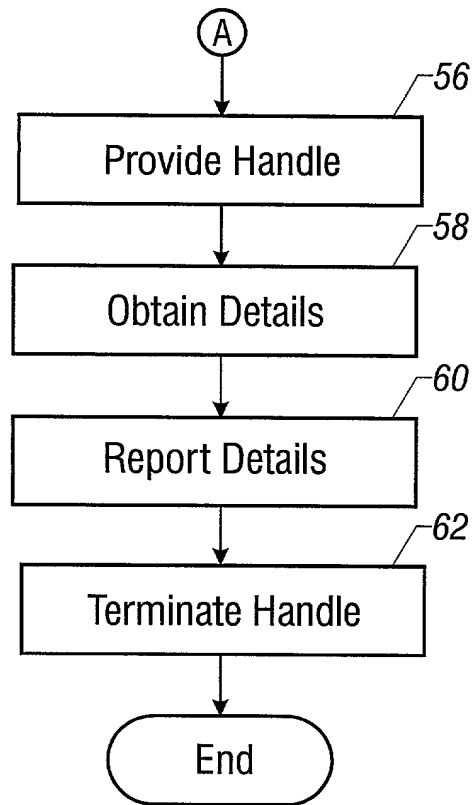 A
56
Provide Handle
58
Obtain Details
60
Report Details
62
Terminate Handle
End